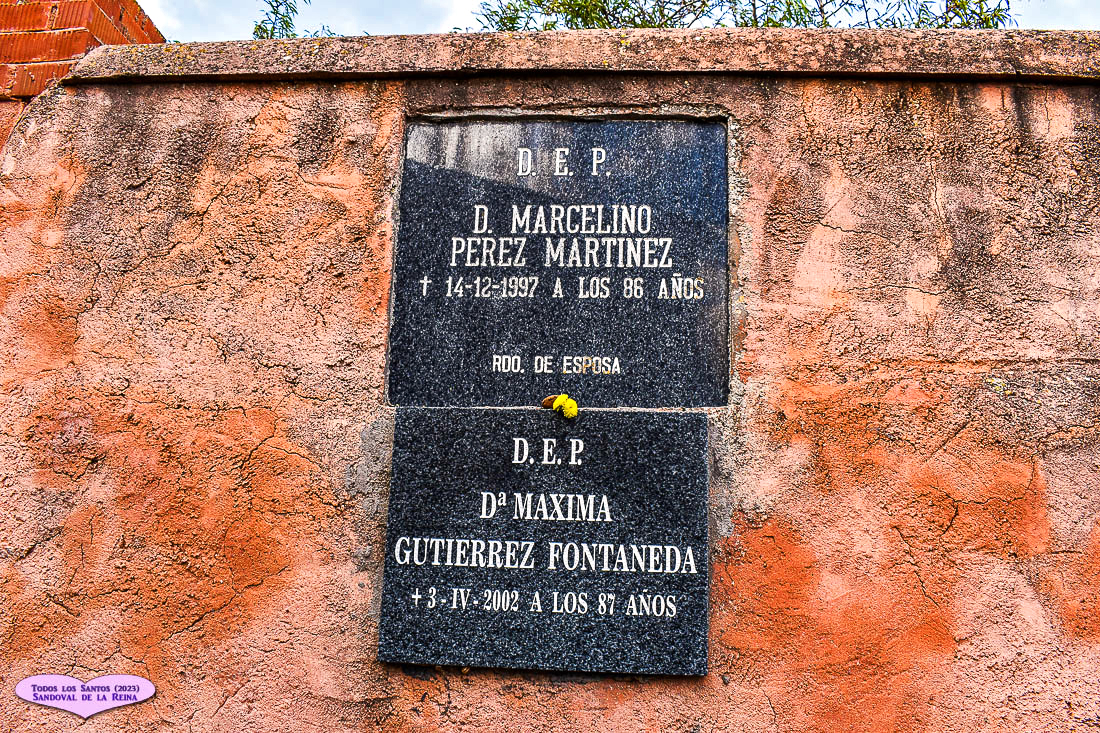 D. E. P.
D. MARCELINO
PEREZ MARTINEZ
† 14-12-1997 A LOS 86 AÑOS
RDO. DE ESPOSA
D. E. P.
Dª MAXIMA
GUTIERREZ FONTANEDA
† 3-IV-2002 A LOS 87 AÑOS
TODOS LOS SANTOS (2023)
SANDOVAL DE LA REINA